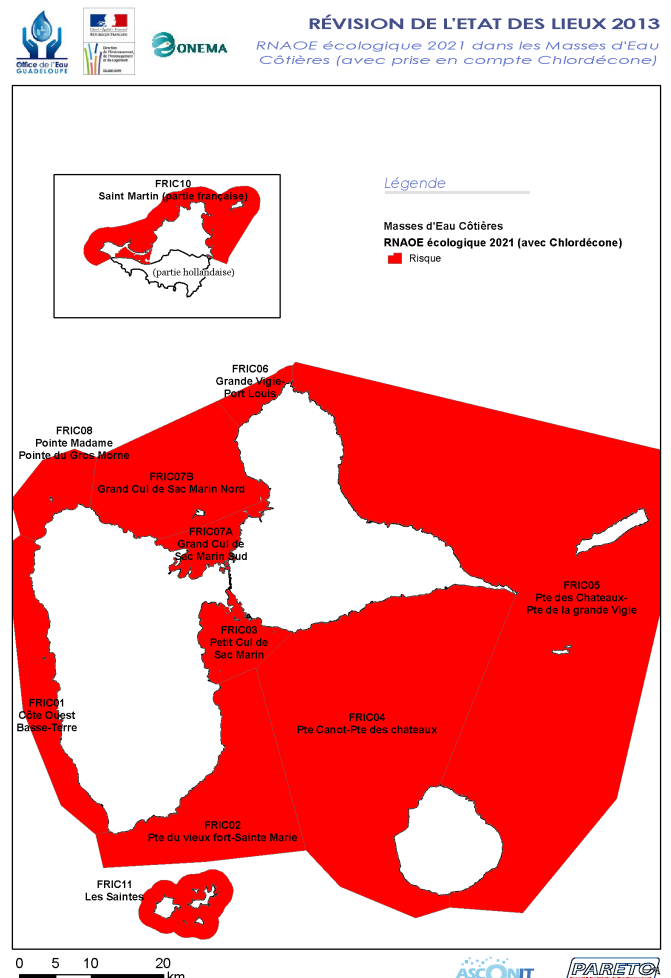 RÉVISION DE L'ETAT DES LIEUX 2013
RNAOE écologique 2021 dans les Masses d'Eau
Côtières (avec prise en compte Chlordécone)
Office de l'Eau
GUADELOUPE
RÉPUBLIQUE FRANÇAISE
ONEMA
FRIC10
Saint Martin (partie française)
(partie hollandaise)
Légende
Masses d'Eau Côtières
RNAOE écologique 2021 (avec Chlordécone)
Risque
FRIC06
Grande Vigie-
Port Louis
FRIC08
Pointe Madame
Pointe du Gros Morne
FRIC07B
Grand Cul de Sac Marin Nord
FRIC07A
Grand Cul de
Sac Marin Sud
FRIC05
Pte des Chateaux-
Pte de la grande Vigie
FRIC03
Petit Cul de
Sac Marin
FRIC01
Côte Ouest
Basse-Terre
FRIC04
Pte Canot-Pte des chateaux
FRIC02
Pte du vieux fort-Sainte Marie
FRIC11
Les Saintes
0 5 10 20
km
ASCONIT
PARETO